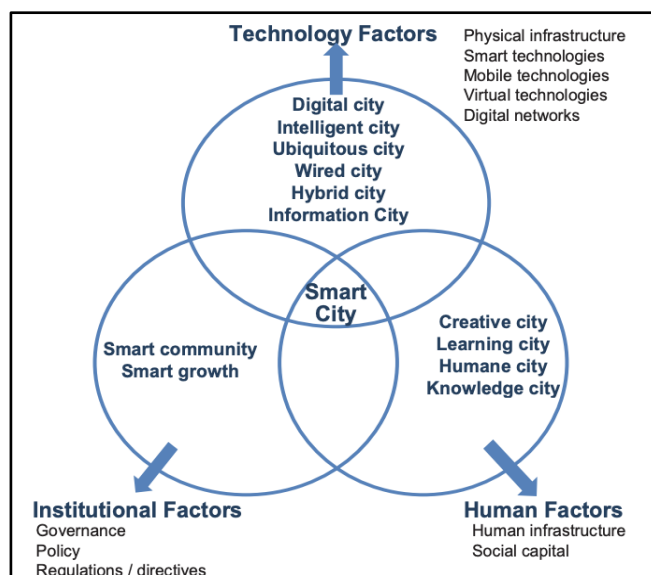 Technology Factors
Physical infrastructure
Smart technologies
Mobile technologies
Virtual technologies
Digital networks
Digital city
Intelligent city
Ubiquitous city
Wired city
Hybrid city
Information City
Smart
City
Smart community
Smart growth
Creative city
Learning city
Humane city
Knowledge city
Institutional Factors
Governance
Policy
Regulations / directives
Human Factors
Human infrastructure
Social capital